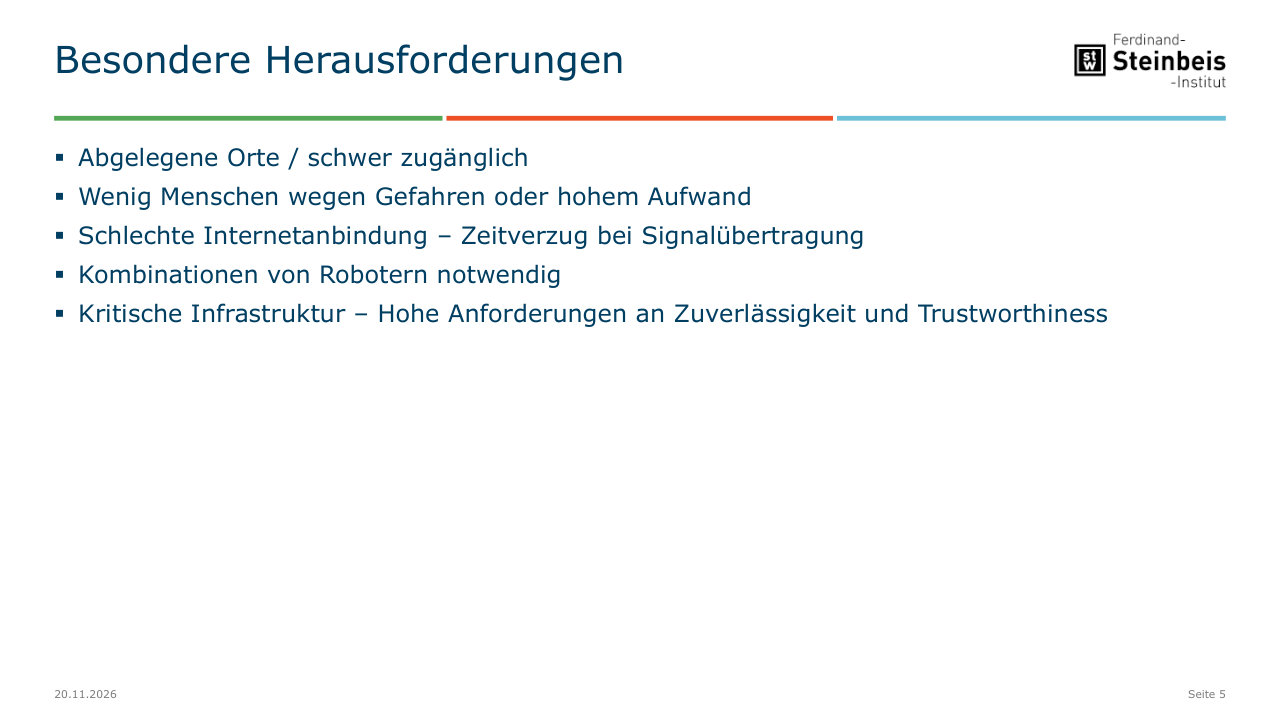 Besondere Herausforderungen
Ferdinand-
Steinbeis
-Institut
stw
▪ Abgelegene Orte / schwer zugänglich
▪ Wenig Menschen wegen Gefahren oder hohem Aufwand
▪ Schlechte Internetanbindung – Zeitverzug bei Signalübertragung
▪ Kombinationen von Robotern notwendig
▪ Kritische Infrastruktur – Hohe Anforderungen an Zuverlässigkeit und Trustworthiness
20.11.2026
Seite 5